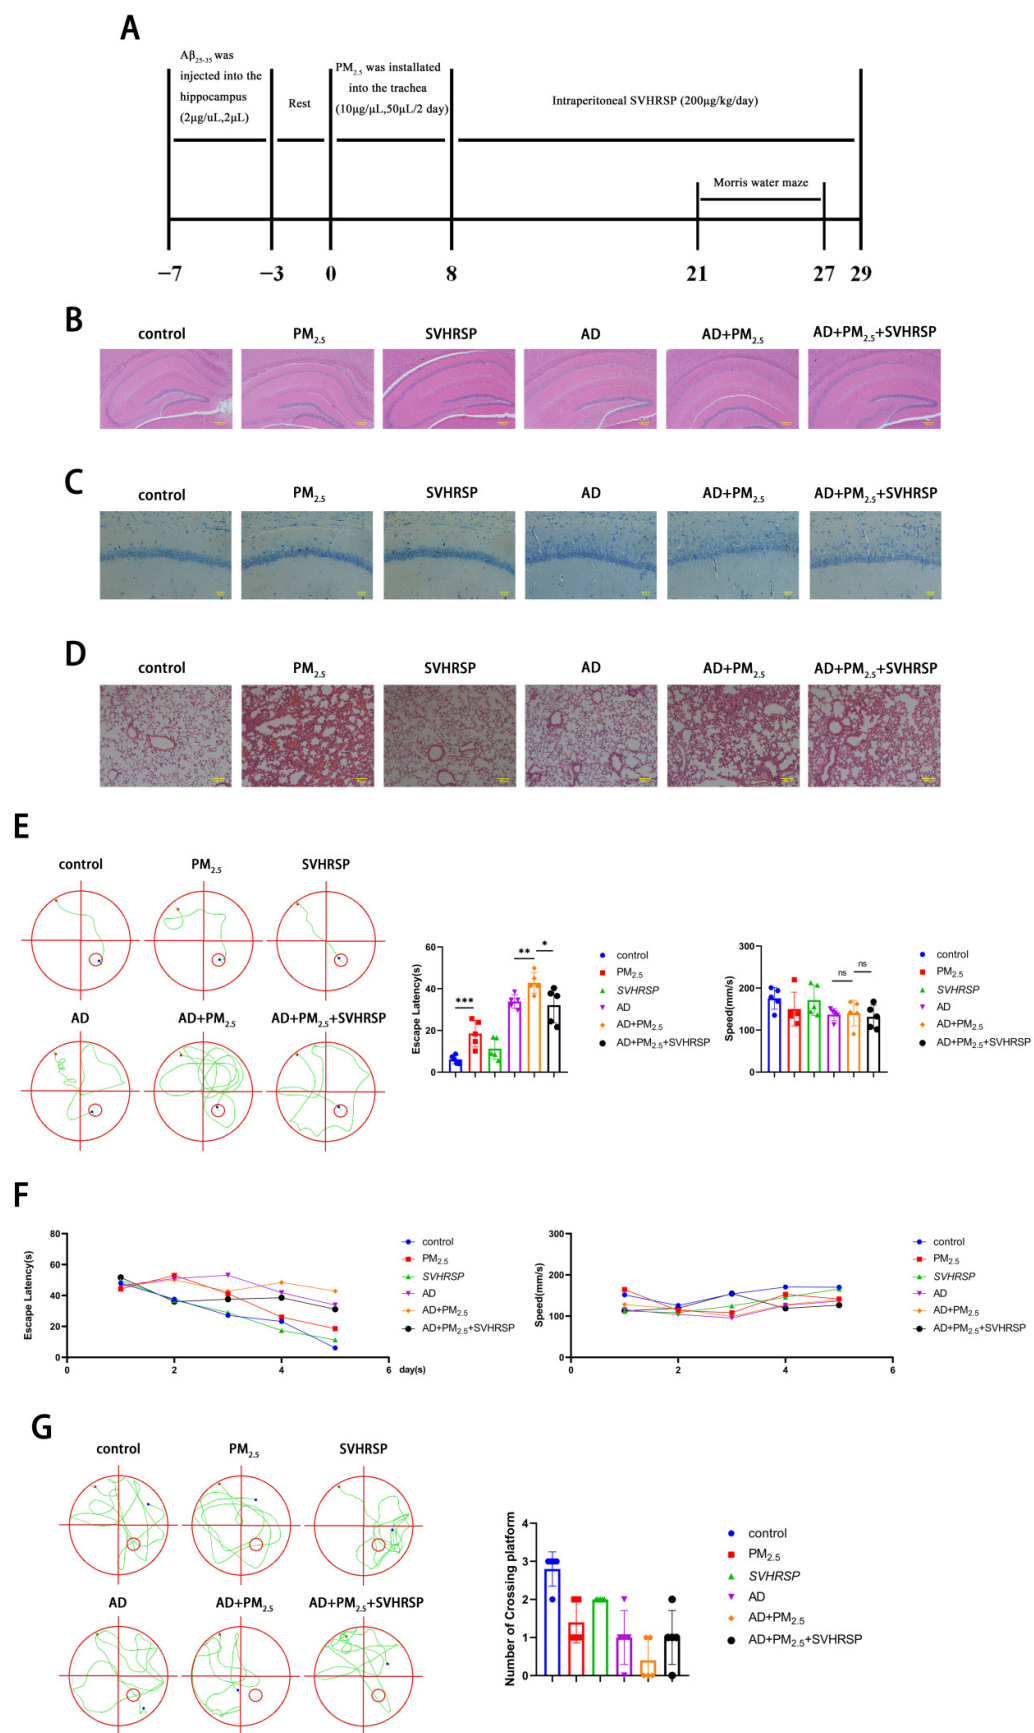 A
Aβ25-35 was
injected into the
hippocampus
(2μg/uL,2μL)
Rest
PM2.5 was installated
into the trachea
(10μg/μL,50μL/2 day)
Intraperitoneal SVHRSP (200μg/kg/day)
Morris water maze
−7 −3 0 8 21 27 29
B
control PM2.5 SVHRSP AD AD+PM2.5 AD+PM2.5+SVHRSP
C
control PM2.5 SVHRSP AD AD+PM2.5 AD+PM2.5+SVHRSP
D
control PM2.5 SVHRSP AD AD+PM2.5 AD+PM2.5+SVHRSP
E
control PM2.5 SVHRSP
AD AD+PM2.5 AD+PM2.5+SVHRSP
Escape Latency(s)
60
40
20
0
***
**
*
control
PM2.5
SVHRSP
AD
AD+PM2.5
AD+PM2.5+SVHRSP
Speed(mm/s)
300
200
100
0
ns
ns
control
PM2.5
SVHRSP
AD
AD+PM2.5
AD+PM2.5+SVHRSP
F
Escape Latency(s)
80
60
40
20
0
0 2 4 6
day(s)
control
PM2.5
SVHRSP
AD
AD+PM2.5
AD+PM2.5+SVHRSP
Speed(mm/s)
300
200
100
0
0 2 4 6
control
PM2.5
SVHRSP
AD
AD+PM2.5
AD+PM2.5+SVHRSP
G
control PM2.5 SVHRSP
AD AD+PM2.5 AD+PM2.5+SVHRSP
Number of Crossing platform
4
3
2
1
0
control
PM2.5
SVHRSP
AD
AD+PM2.5
AD+PM2.5+SVHRSP